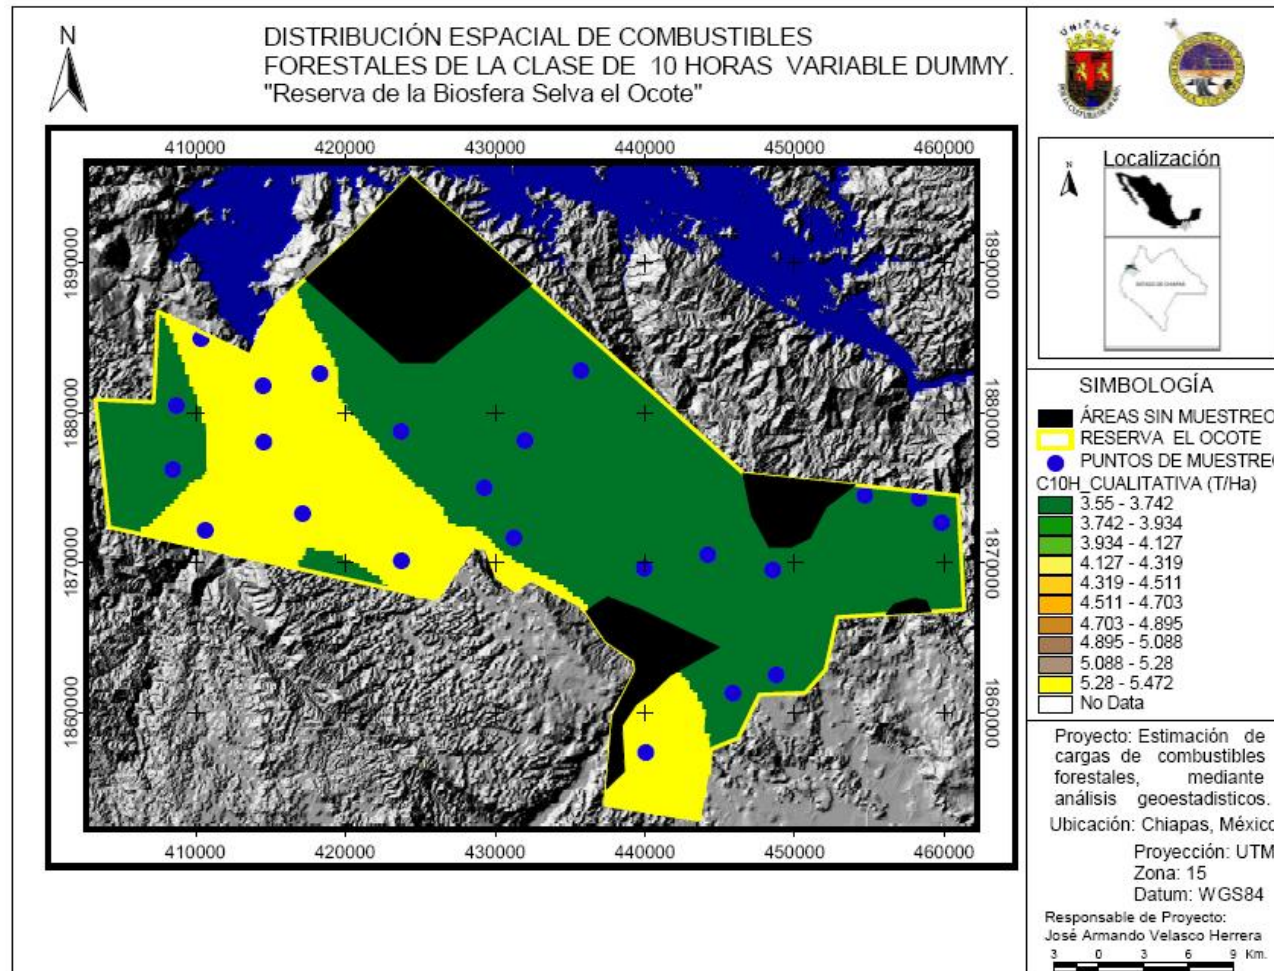 N
DISTRIBUCIÓN ESPACIAL DE COMBUSTIBLES
FORESTALES DE LA CLASE DE 10 HORAS VARIABLE DUMMY.
"Reserva de la Biosfera Selva el Ocote"
410000 420000 430000 440000 450000 460000
1890000 1880000 1870000 1860000
1890000 1880000 1870000 1860000
410000 420000 430000 440000 450000 460000
UNICACH
Localización
N
ESTADO DE CHIAPAS
SIMBOLOGÍA
ÁREAS SIN MUESTREO
RESERVA EL OCOTE
PUNTOS DE MUESTREO
C10H_CUALITATIVA (T/Ha)
3.55 - 3.742
3.742 - 3.934
3.934 - 4.127
4.127 - 4.319
4.319 - 4.511
4.511 - 4.703
4.703 - 4.895
4.895 - 5.088
5.088 - 5.28
5.28 - 5.472
No Data
Proyecto: Estimación de
cargas de combustibles
forestales, mediante
análisis geoestadisticos.
Ubicación: Chiapas, México
Proyección: UTM
Zona: 15
Datum: WGS84
Responsable de Proyecto:
José Armando Velasco Herrera
3 0 3 6 9 Km.